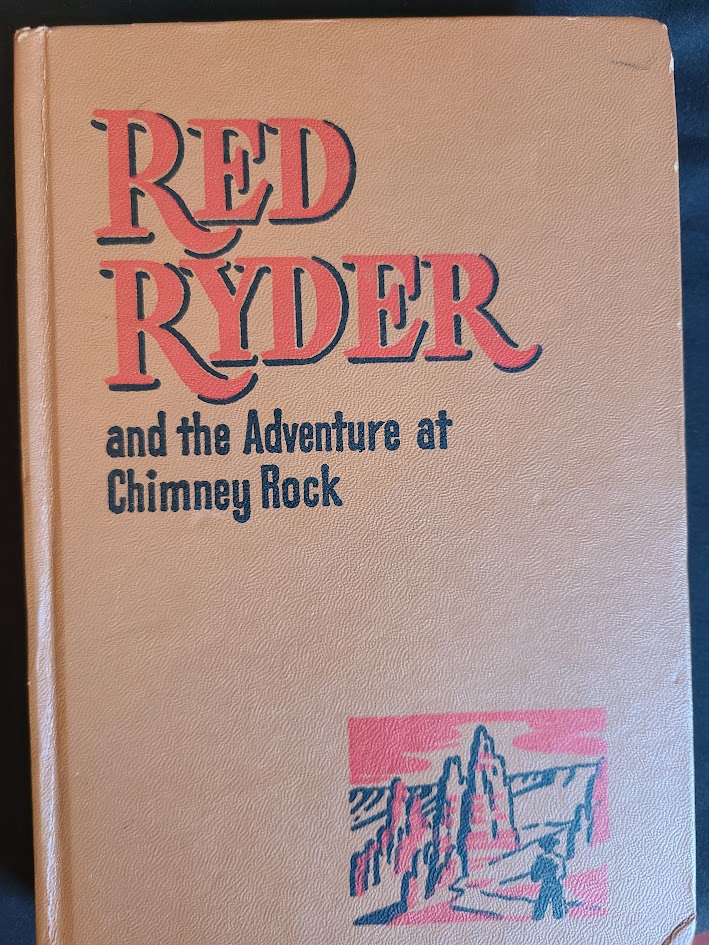 RED
RYDER
and the Adventure at
Chimney Rock